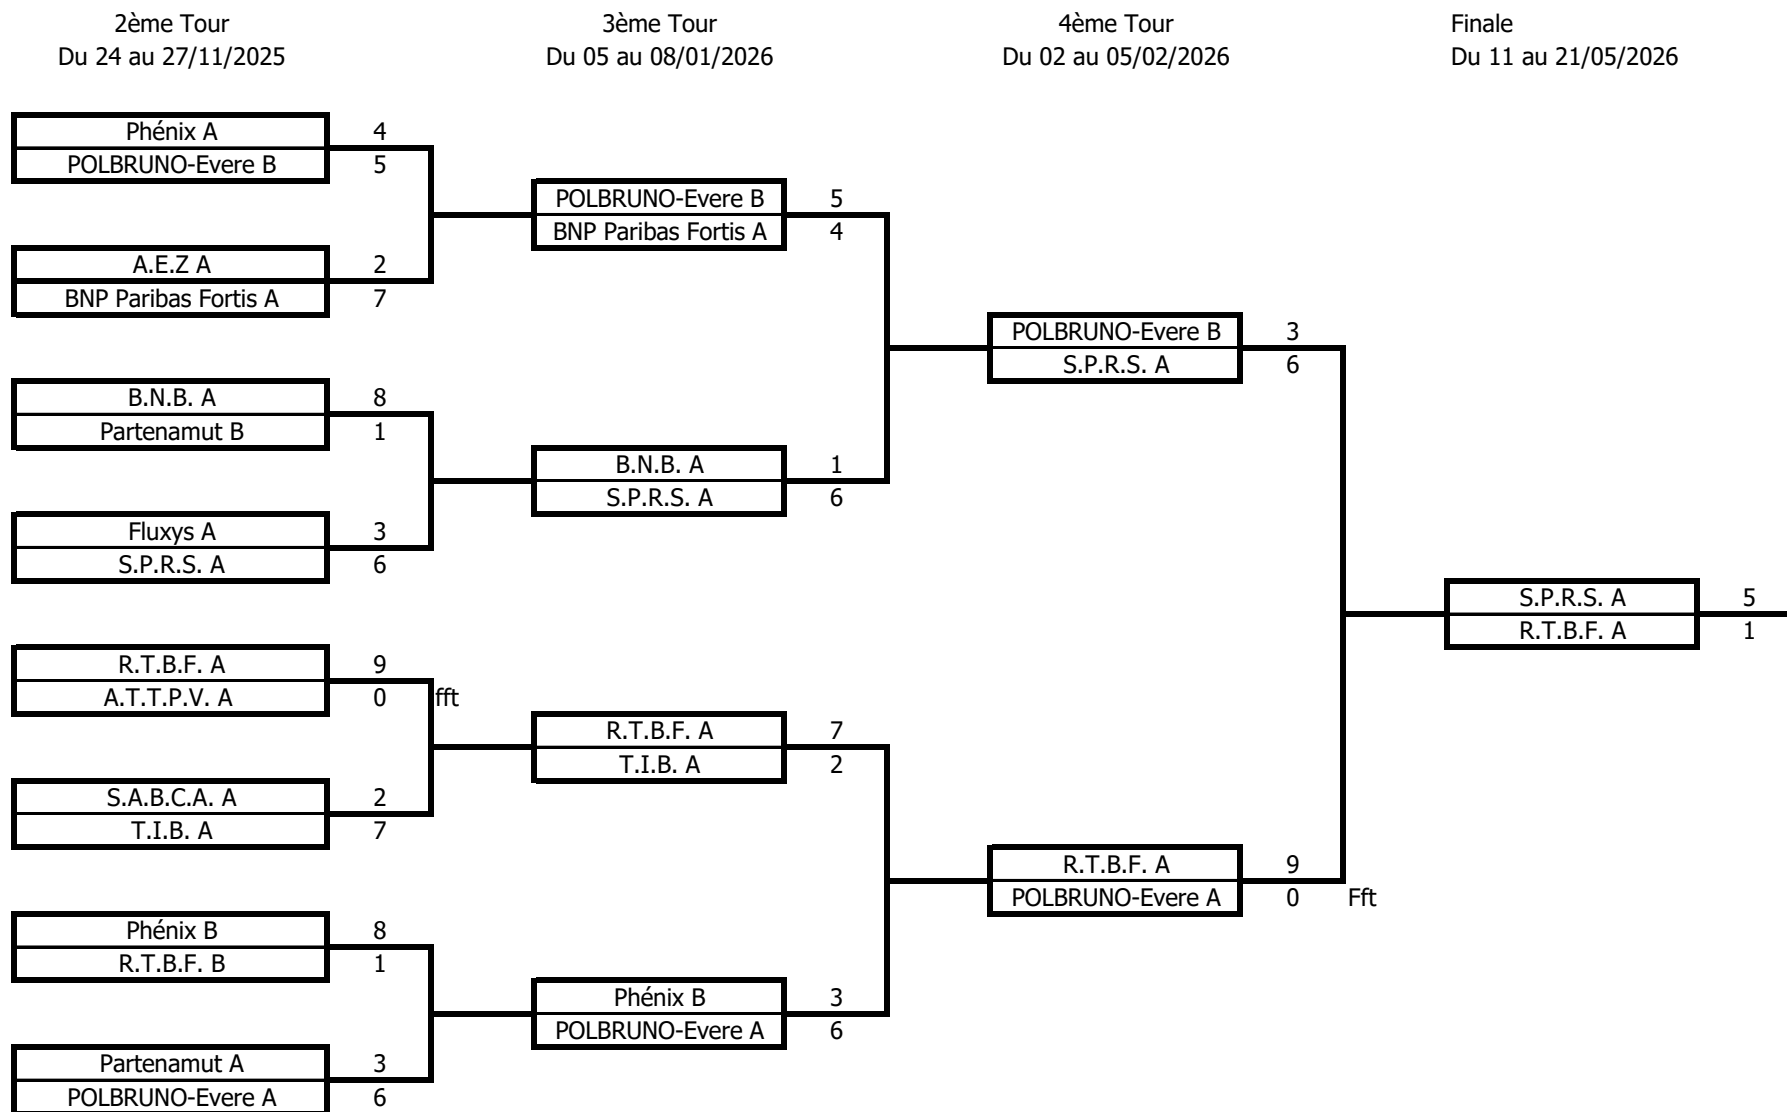 2ème Tour
Du 24 au 27/11/2025
3ème Tour
Du 05 au 08/01/2026
4ème Tour
Du 02 au 05/02/2026
Finale
Du 11 au 21/05/2026
Phénix A 4
POLBRUNO-Evere B 5
A.E.Z A 2
BNP Paribas Fortis A 7
B.N.B. A 8
Partenamut B 1
Fluxys A 3
S.P.R.S. A 6
R.T.B.F. A 9
A.T.T.P.V. A 0 fft
S.A.B.C.A. A 2
T.I.B. A 7
Phénix B 8
R.T.B.F. B 1
Partenamut A 3
POLBRUNO-Evere A 6
POLBRUNO-Evere B 5
BNP Paribas Fortis A 4
B.N.B. A 1
S.P.R.S. A 6
R.T.B.F. A 7
T.I.B. A 2
Phénix B 3
POLBRUNO-Evere A 6
POLBRUNO-Evere B 3
S.P.R.S. A 6
R.T.B.F. A 9
POLBRUNO-Evere A 0 Fft
S.P.R.S. A 5
R.T.B.F. A 1